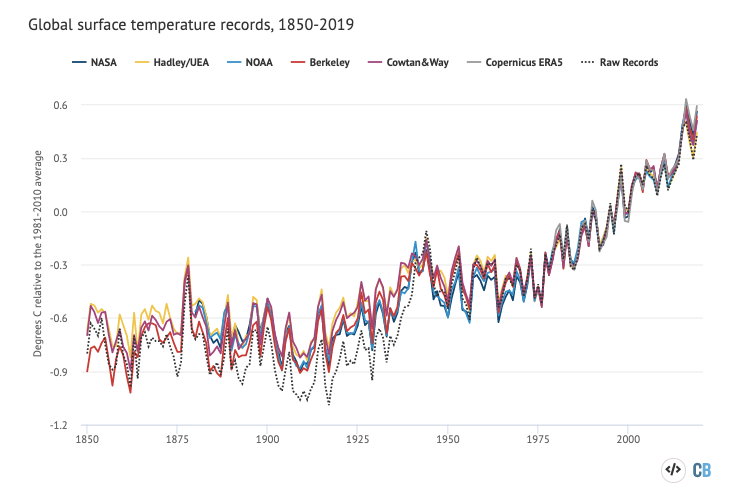 Global surface temperature records, 1850-2019
NASA Hadley/UEA NOAA Berkeley Cowtan&Way Copernicus ERA5 Raw Records
Degrees C relative to the 1981-2010 average
0.6
0.3
0.0
-0.3
-0.6
-0.9
-1.2
1850 1875 1900 1925 1950 1975 2000
</> CB